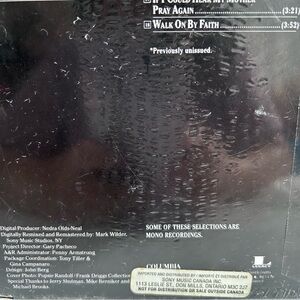 IF I COULD HEAR MY MOTHER
PRAY AGAIN (3:21)
18 WALK ON BY FAITH (3:52)
*Previously unissued.
Digital Producer: Nedra Olds-Neal
Digitally Remixed and Remastered by: Mark Wilder,
Sony Music Studios, NY
Project Director: Gary Pacheco
A&R Administrator: Penny Armstrong
Package Coordination: Tony Tiller &
Gina Campanaro
Design: John Berg
Cover Photo: Popsie Randolf/Frank Driggs Collection
Special Thanks to Jerry Shulman, Mike Berniker and
Michael Brooks.
SOME OF THESE SELECTIONS ARE
MONO RECORDINGS.
COLUMBIA
IMPORTED AND DISTRIBUTED BY / IMPORTÉ ET DISTRIBUÉ PAR
SONY MUSIC CANADA INC.
1113 LESLIE ST., DON MILLS, ONTARIO M3C 2J7
NOT FOR DISTRIBUTION OR SALE OUTSIDE CANADA